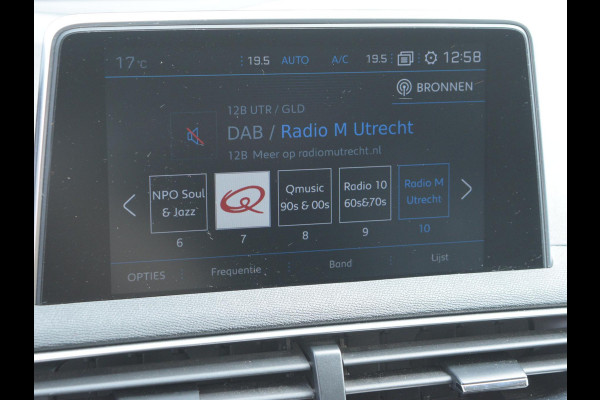 17°C 19.5 AUTO A/C 19.5 12:58
BRONNEN
12B UTR / GLD
DAB / Radio M Utrecht
12B Meer op radiomutrecht.nl
NPO Soul & Jazz
Q
Qmusic 90s & 00s
Radio 10 60s&70s
Radio M Utrecht
6 7 8 9 10
OPTIES Frequentie Band Lijst